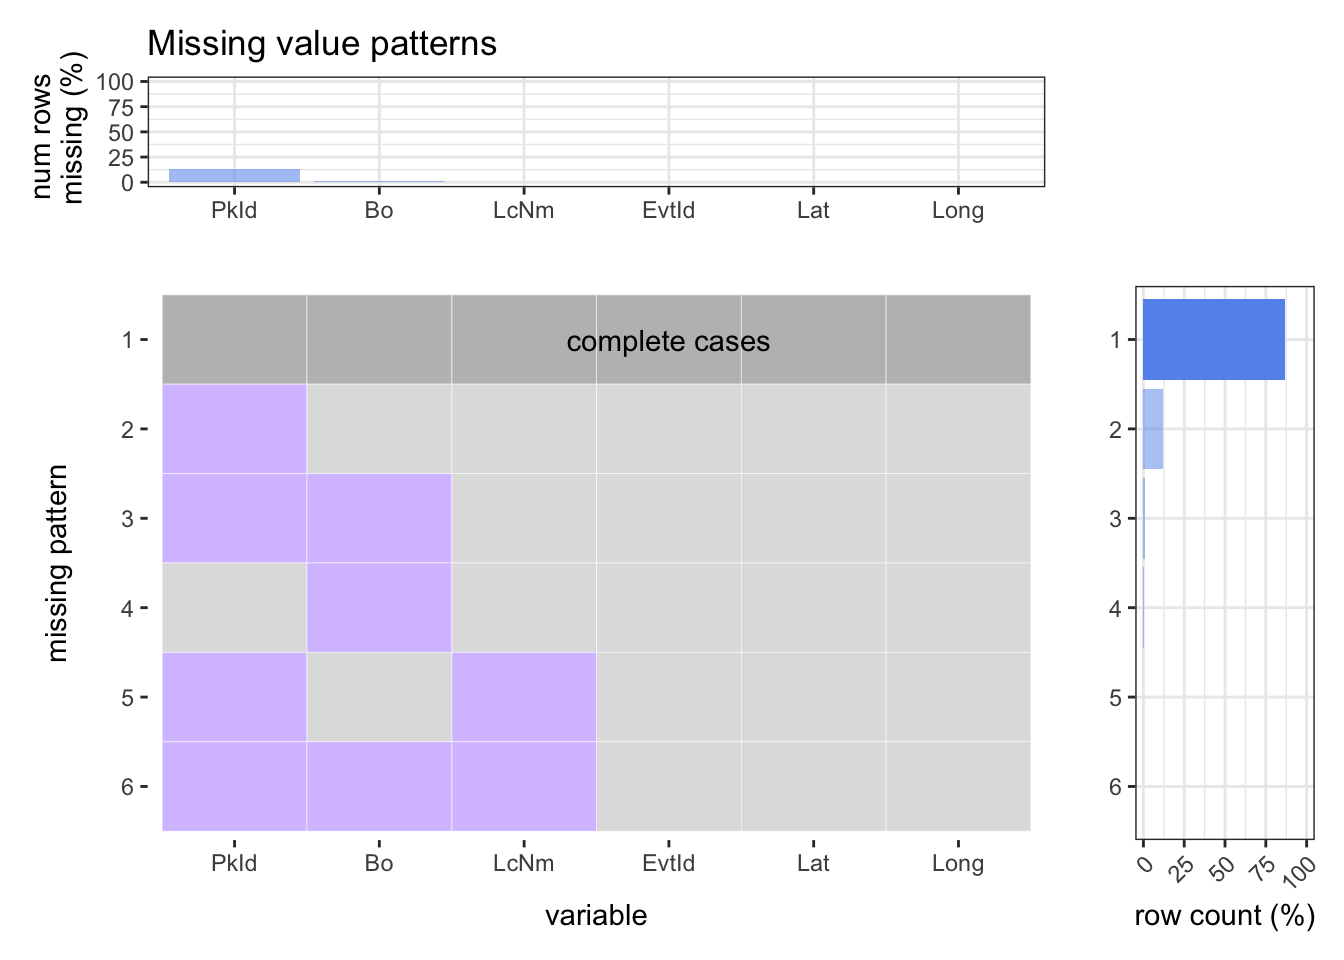 Missing value patterns
num rows
missing (%)
100
75
50
25
0
PkId Bo LcNm EvtId Lat Long
missing pattern
1
2
3
4
5
6
complete cases
PkId Bo LcNm EvtId Lat Long
variable
1
2
3
4
5
6
0 25 50 75 100
row count (%)